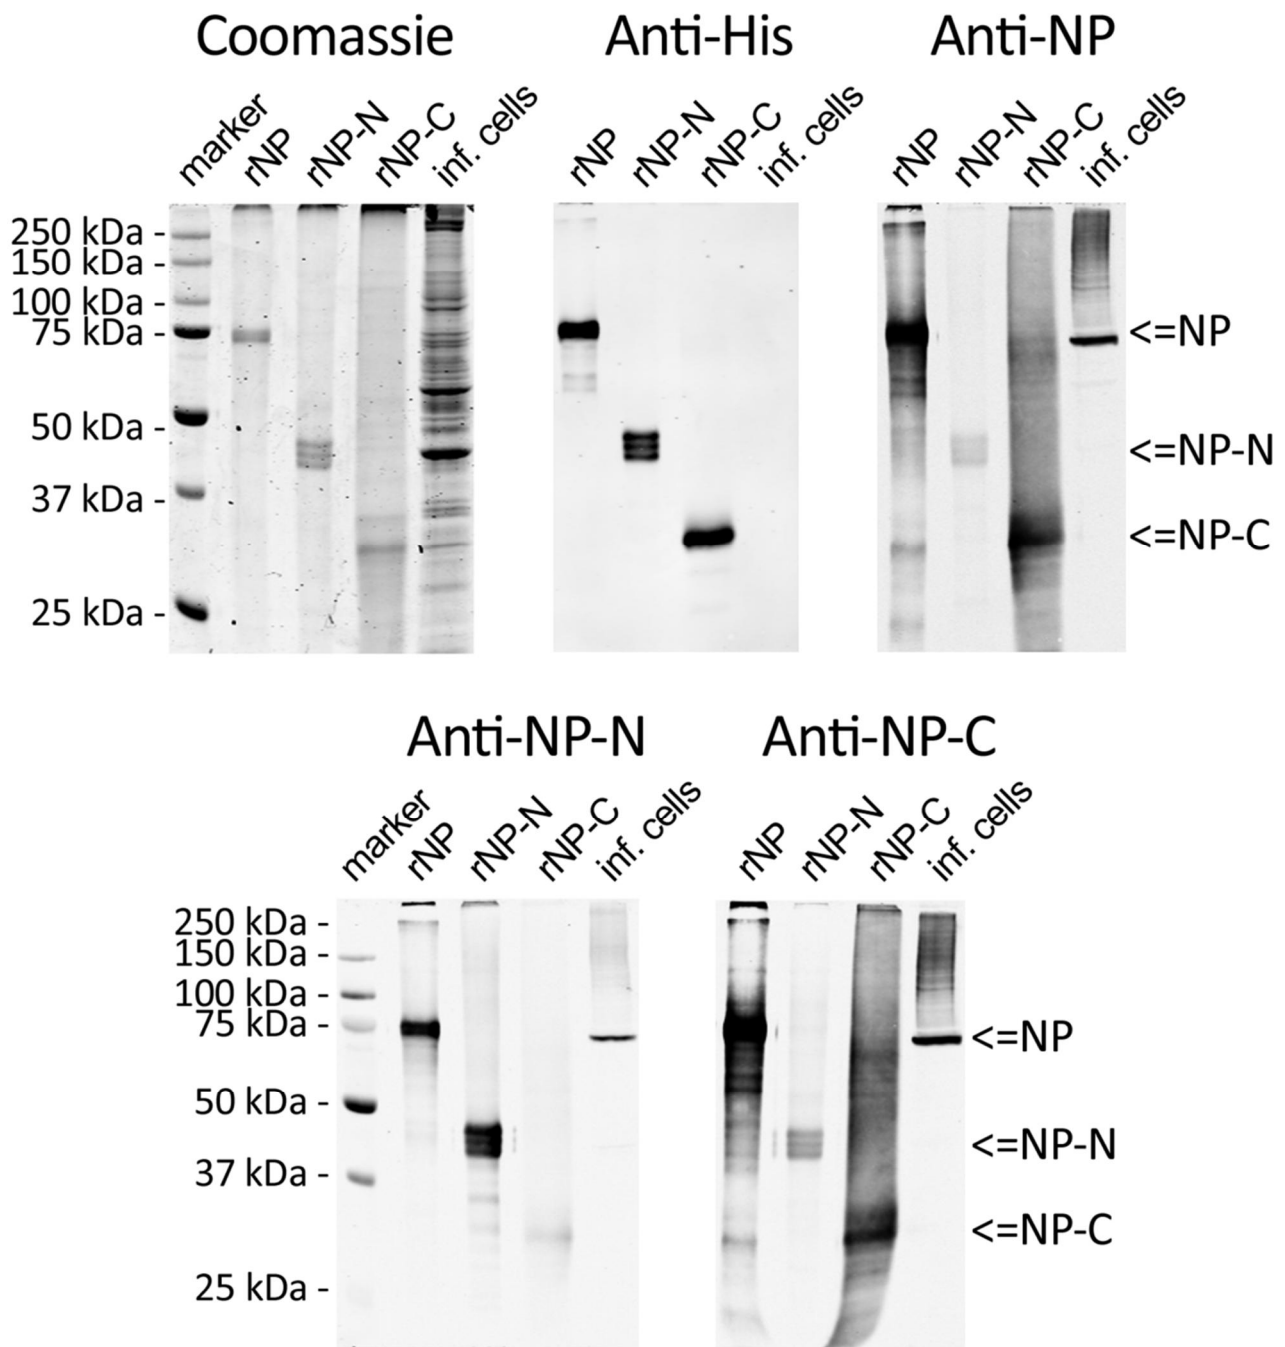 Coomassie Anti-His Anti-NP
marker rNP rNP-N rNP-C inf. cells rNP rNP-N rNP-C inf. cells rNP rNP-N rNP-C inf. cells
250 kDa -
150 kDa -
100 kDa -
75 kDa - <=NP
50 kDa -
<=NP-N
37 kDa -
<=NP-C
25 kDa -
Anti-NP-N Anti-NP-C
marker rNP rNP-N rNP-C inf. cells rNP rNP-N rNP-C inf. cells
250 kDa -
150 kDa -
100 kDa -
75 kDa - <=NP
50 kDa -
<=NP-N
37 kDa -
<=NP-C
25 kDa -